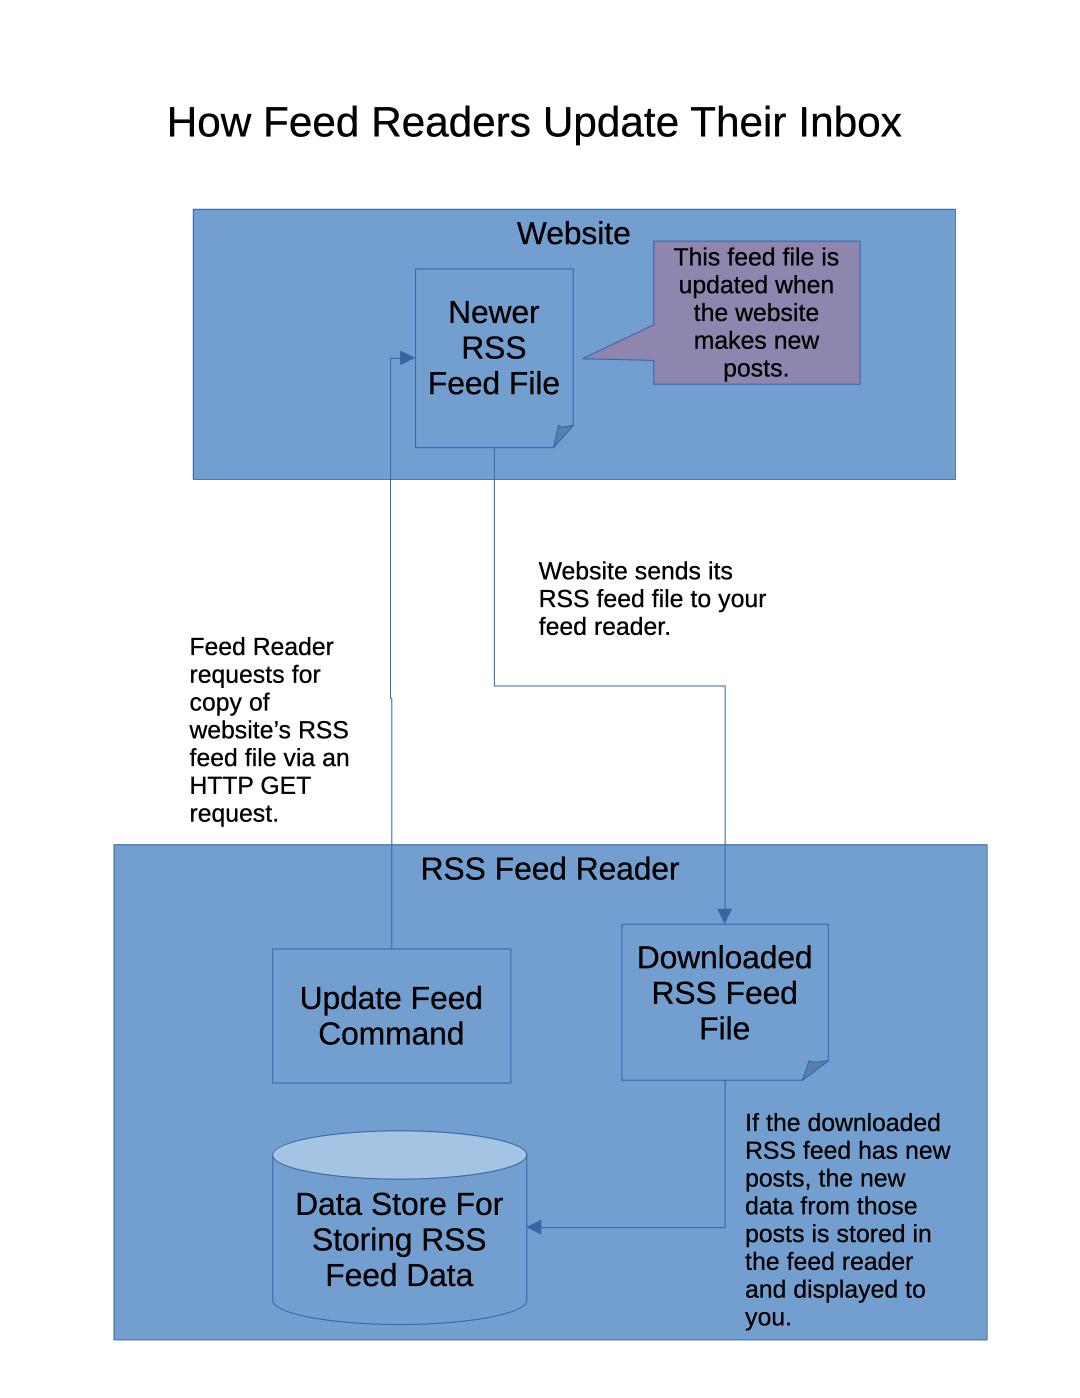 How Feed Readers Update Their Inbox
Website
This feed file is
updated when
the website
makes new
posts.
Newer
RSS
Feed File
Website sends its
RSS feed file to your
feed reader.
Feed Reader
requests for
copy of
website’s RSS
feed file via an
HTTP GET
request.
RSS Feed Reader
Update Feed
Command
Downloaded
RSS Feed
File
If the downloaded
RSS feed has new
posts, the new
data from those
posts is stored in
the feed reader
and displayed to
you.
Data Store For
Storing RSS
Feed Data